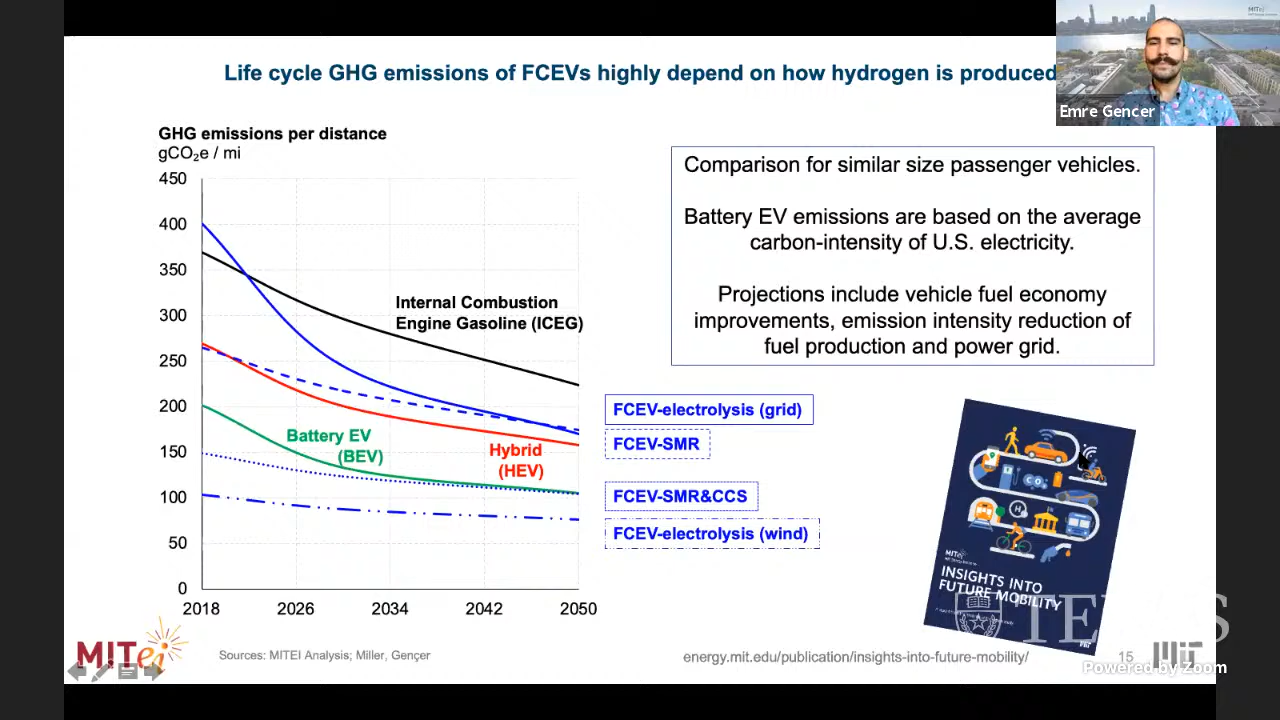 Life cycle GHG emissions of FCEVs highly depend on how hydrogen is produced
MITei
Emre Gencer
GHG emissions per distance
gCO₂e / mi
450
400
350
300
250
200
150
100
50
0
2018
2026
2034
2042
2050
Internal Combustion
Engine Gasoline (ICEG)
Battery EV
(BEV)
Hybrid
(HEV)
FCEV-electrolysis (grid)
FCEV-SMR
FCEV-SMR&CCS
FCEV-electrolysis (wind)
Comparison for similar size passenger vehicles.
Battery EV emissions are based on the average
carbon-intensity of U.S. electricity.
Projections include vehicle fuel economy
improvements, emission intensity reduction of
fuel production and power grid.
CO₂
H
MITei
INSIGHTS INTO
FUTURE MOBILITY
MITei
Sources: MITEI Analysis; Miller, Gençer
energy.mit.edu/publication/insights-into-future-mobility/
15
MIT
Powered by Zoom